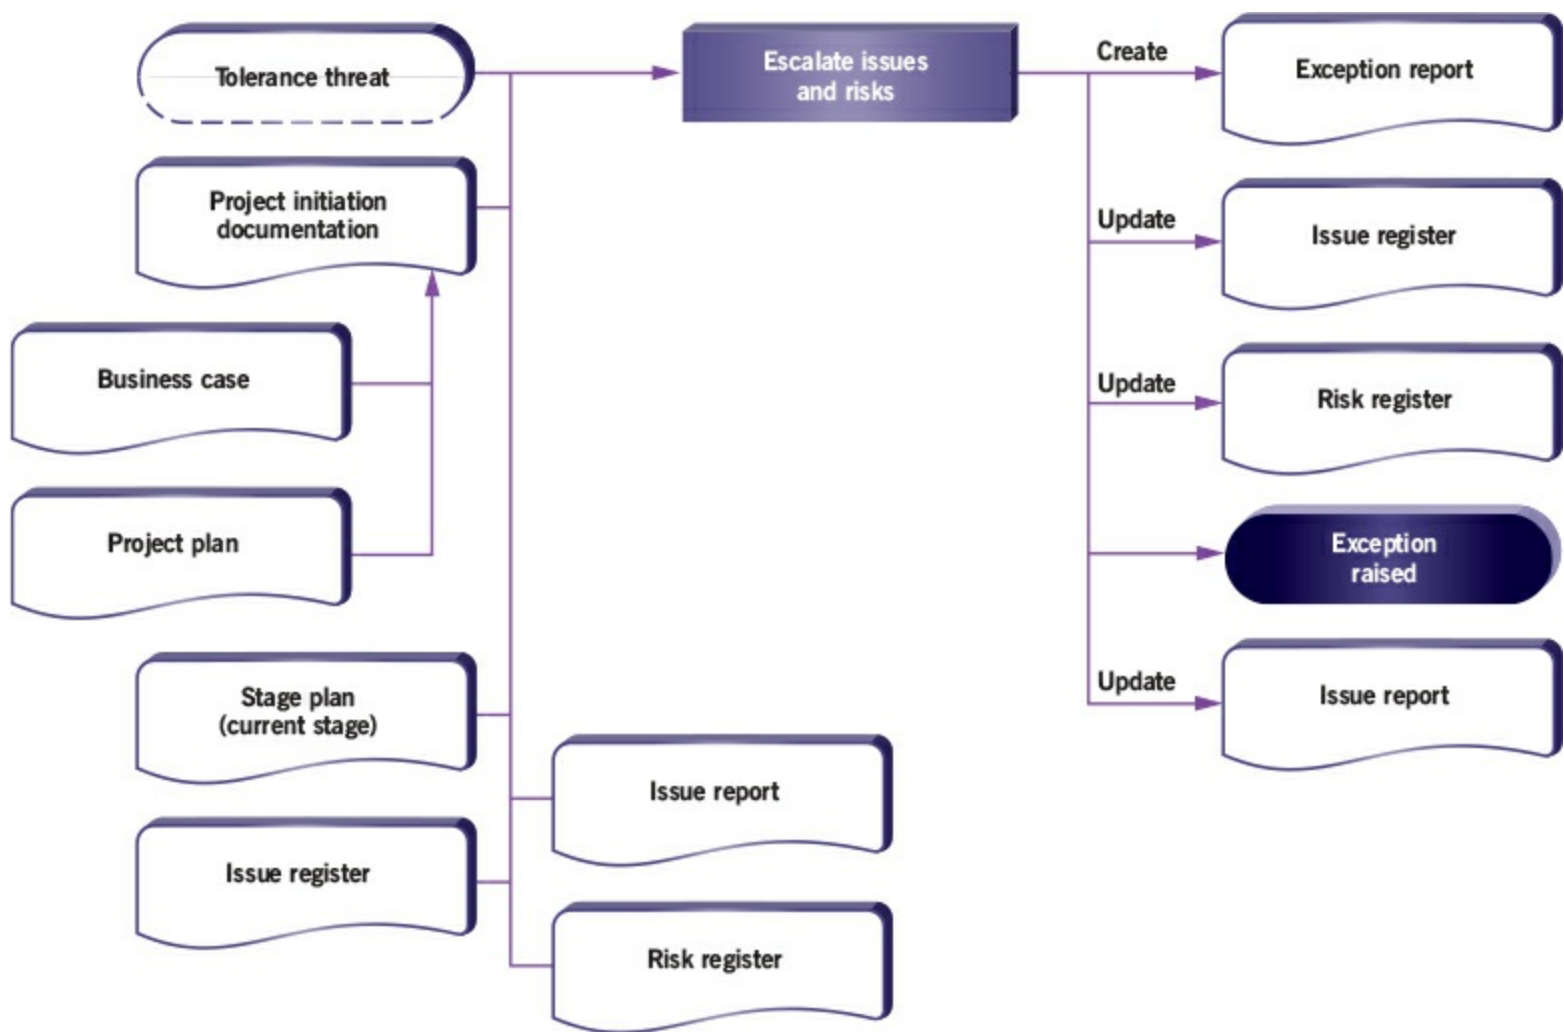 Tolerance threat
Project initiation
documentation
Business case
Project plan
Stage plan
(current stage)
Issue register
Issue report
Risk register
Escalate issues
and risks
Create
Exception report
Update
Issue register
Update
Risk register
Exception
raised
Update
Issue report